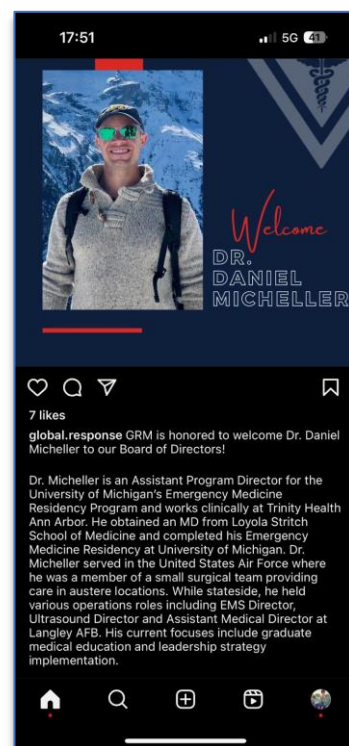 17:51
5G 41
Welcome
DR.
DANIEL
MICHELLER
7 likes
global.response GRM is honored to welcome Dr. Daniel
Micheller to our Board of Directors!
Dr. Micheller is an Assistant Program Director for the
University of Michigan's Emergency Medicine
Residency Program and works clinically at Trinity Health
Ann Arbor. He obtained an MD from Loyola Stritch
School of Medicine and completed his Emergency
Medicine Residency at University of Michigan. Dr.
Micheller served in the United States Air Force where
he was a member of a small surgical team providing
care in austere locations. While stateside, he held
various operations roles including EMS Director,
Ultrasound Director and Assistant Medical Director at
Langley AFB. His current focuses include graduate
medical education and leadership strategy
implementation.